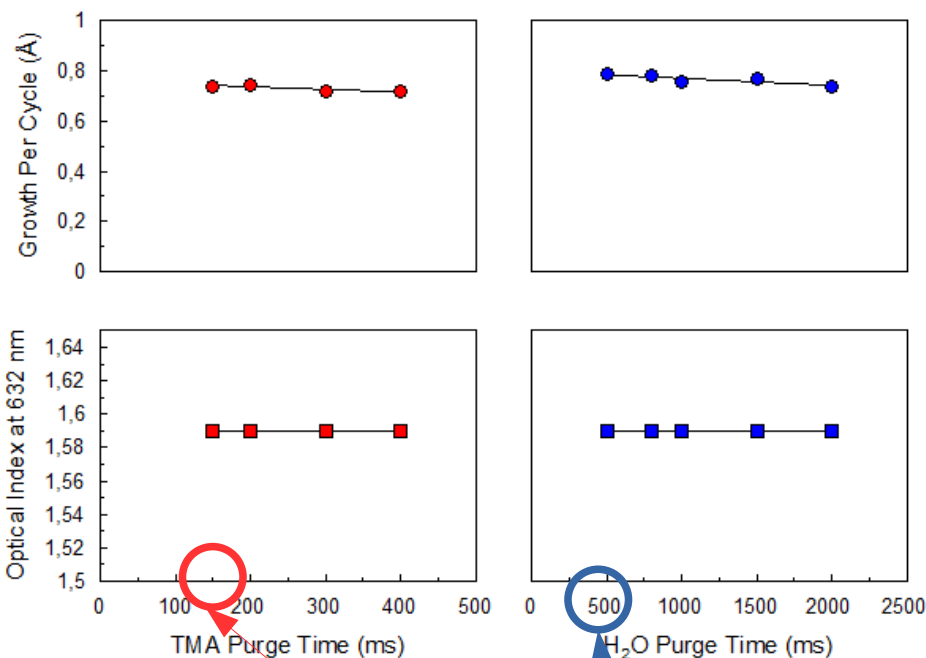 Growth Per Cycle (Å)
1
0,8
0,6
0,4
0,2
0
Optical Index at 632 nm
1,64
1,62
1,6
1,58
1,56
1,54
1,52
1,5
0 100 200 300 400 500
0 500 1000 1500 2000 2500
TMA Purge Time (ms)
H₂O Purge Time (ms)